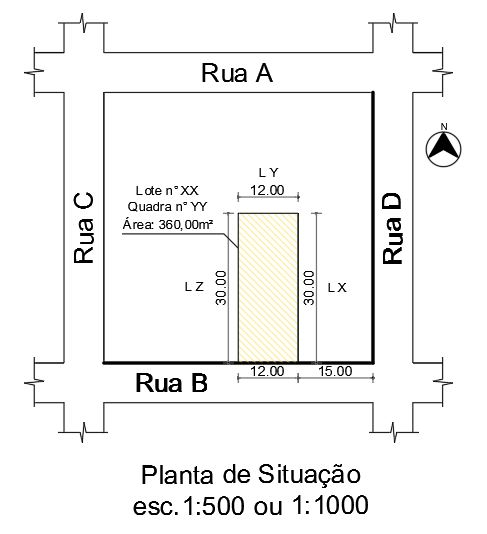 Rua A
N
L Y
12.00
Lote n° XX
Quadra n° YY
Área: 360,00m²
Rua C
Rua D
L Z
30.00
30.00
L X
12.00
15.00
Rua B
Planta de Situação
esc.1:500 ou 1:1000